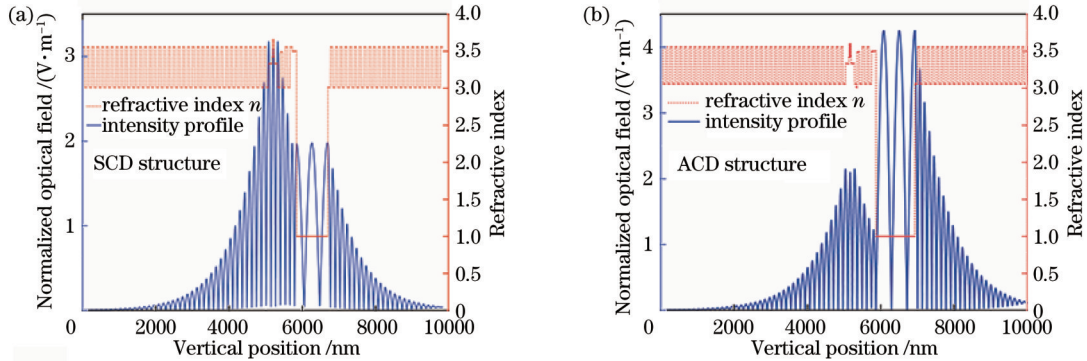 (a)
Normalized optical field /(V·m⁻¹)
3
2
1
refractive index n
intensity profile
SCD structure
4.0
3.5
3.0
2.5
2.0
1.5
1.0
0.5
0
Refractive index
0
2000
4000
6000
8000
10000
Vertical position /nm
(b)
Normalized optical field /(V·m⁻¹)
4
3
2
1
0
refractive index n
intensity profile
ACD structure
4.0
3.5
3.0
2.5
2.0
1.5
1.0
0.5
0
Refractive index
0
2000
4000
6000
8000
10000
Vertical position /nm